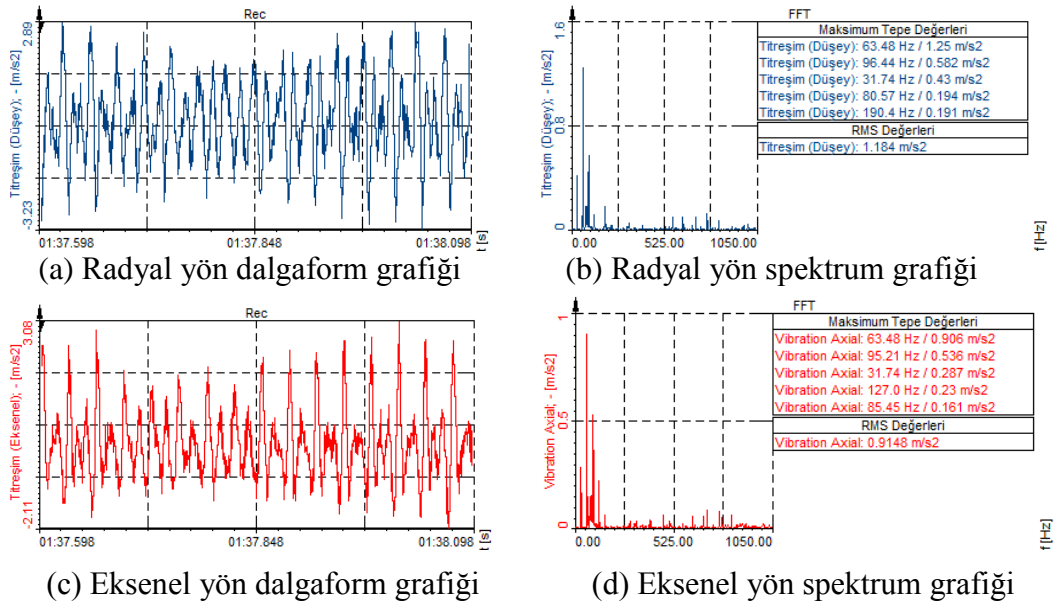 Rec
Titreşim (Düşey); - [m/s2]
2.89
-3.23
01:37.598
01:37.848
01:38.098
t [s]
(a) Radyal yön dalgaform grafiği
FFT
Titreşim (Düşey); - [m/s2]
1.6
0.8
0
0.00
525.00
1050.00
f [Hz]
Maksimum Tepe Değerleri
Titreşim (Düşey): 63.48 Hz / 1.25 m/s2
Titreşim (Düşey): 96.44 Hz / 0.582 m/s2
Titreşim (Düşey): 31.74 Hz / 0.43 m/s2
Titreşim (Düşey): 80.57 Hz / 0.194 m/s2
Titreşim (Düşey): 190.4 Hz / 0.191 m/s2
RMS Değerleri
Titreşim (Düşey): 1.184 m/s2
(b) Radyal yön spektrum grafiği
Rec
Titreşim (Eksenel); - [m/s2]
3.08
-2.11
01:37.598
01:37.848
01:38.098
t [s]
(c) Eksenel yön dalgaform grafiği
FFT
Vibration Axial; - [m/s2]
1
0.5
0
0.00
525.00
1050.00
f [Hz]
Maksimum Tepe Değerleri
Vibration Axial: 63.48 Hz / 0.906 m/s2
Vibration Axial: 95.21 Hz / 0.536 m/s2
Vibration Axial: 31.74 Hz / 0.287 m/s2
Vibration Axial: 127.0 Hz / 0.23 m/s2
Vibration Axial: 85.45 Hz / 0.161 m/s2
RMS Değerleri
Vibration Axial: 0.9148 m/s2
(d) Eksenel yön spektrum grafiği